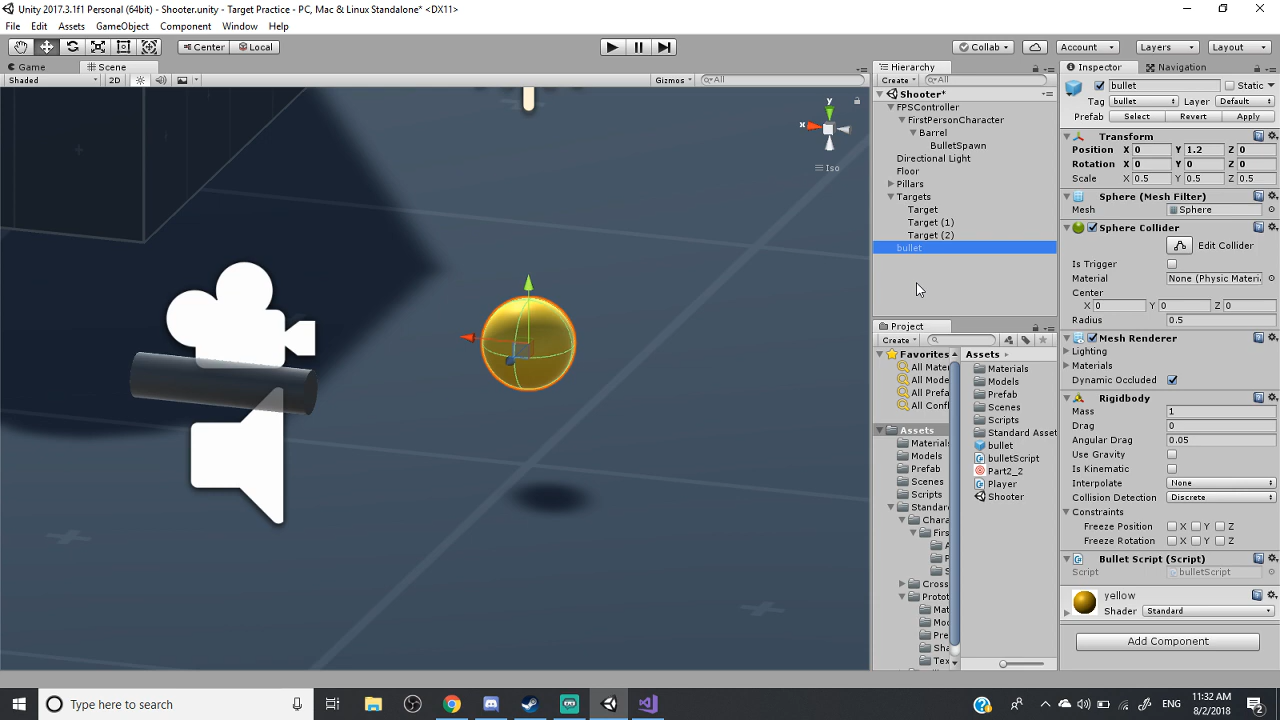 Unity 2017.3.1f1 Personal (64bit) - Shooter.unity - Target Practice - PC, Mac & Linux Standalone* <DX11>
File Edit Assets GameObject Component Window Help
Center Local Collab Account Layers Layout
Game Scene
Shaded 2D Gizmos All
y
x
Iso
Hierarchy
Create All
Shooter*
FPSController
FirstPersonCharacter
Barrel
BulletSpawn
Directional Light
Floor
Pillars
Targets
Target
Target (1)
Target (2)
bullet
Project
Create
Favorites
All Mater
All Mode
All Prefa
All Confl
Assets
Materials
Models
Prefab
Scenes
Scripts
Standard
Chara
First
Cross
Protot
Mat
Mod
Pre
Sha
Tex
Assets
Materials
Models
Prefab
Scenes
Scripts
Standard Asset
bullet
bulletScript
Part2_2
Player
Shooter
Inspector Navigation
bullet Static
Tag bullet Layer Default
Prefab Select Revert Apply
Transform
Position X 0 Y 1.2 Z 0
Rotation X 0 Y 0 Z 0
Scale X 0.5 Y 0.5 Z 0.5
Sphere (Mesh Filter)
Mesh Sphere
Sphere Collider
Edit Collider
Is Trigger
Material None (Physic Materi
Center
X 0 Y 0 Z 0
Radius 0.5
Mesh Renderer
Lighting
Materials
Dynamic Occluded
Rigidbody
Mass 1
Drag 0
Angular Drag 0.05
Use Gravity
Is Kinematic
Interpolate None
Collision Detection Discrete
Constraints
Freeze Position X Y Z
Freeze Rotation X Y Z
Bullet Script (Script)
Script bulletScript
yellow
Shader Standard
Add Component
Type here to search
ENG
11:32 AM
8/2/2018